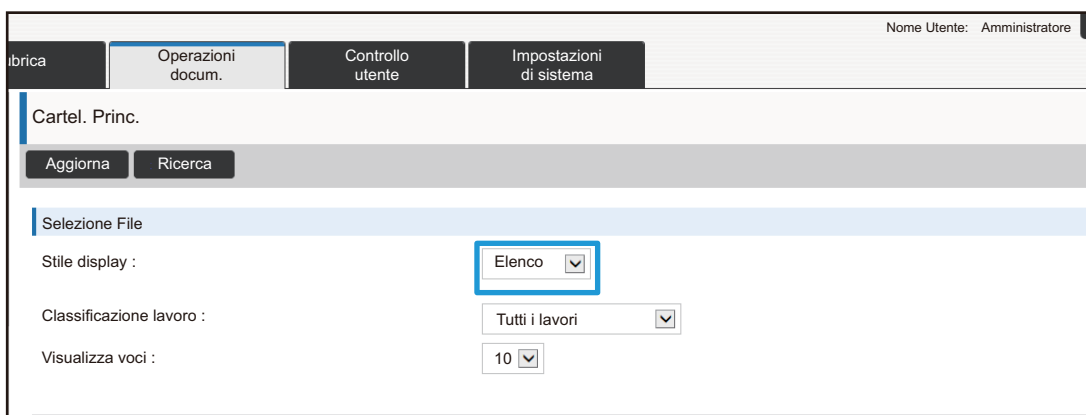 Nome Utente: Amministratore
ubrica
Operazioni
docum.
Controllo
utente
Impostazioni
di sistema
Cartel. Princ.
Aggiorna Ricerca
Selezione File
Stile display : Elenco
Classificazione lavoro : Tutti i lavori
Visualizza voci : 10